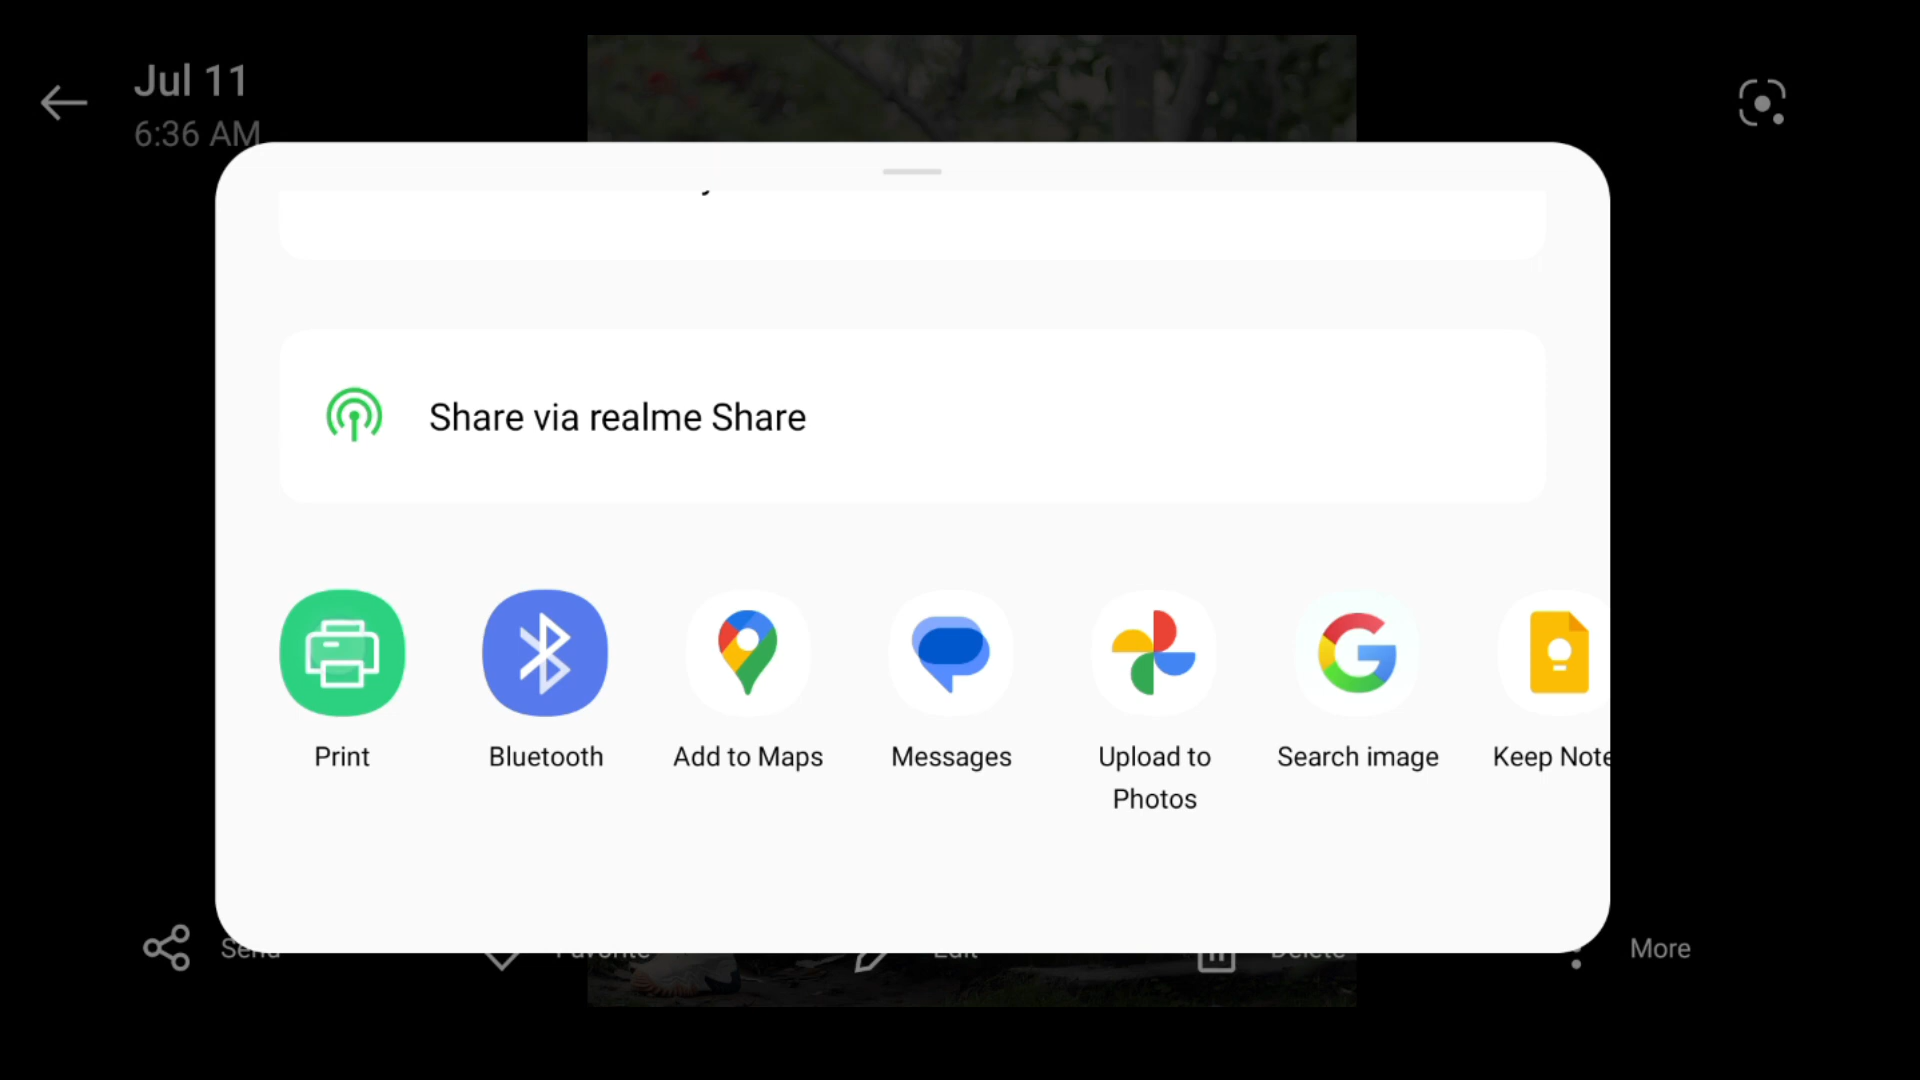 Jul 11
6:36 AM
Share via realme Share
Print
Bluetooth
Add to Maps
Messages
Upload to
Photos
Search image
Keep Note
Send
Favorite
Edit
Delete
More